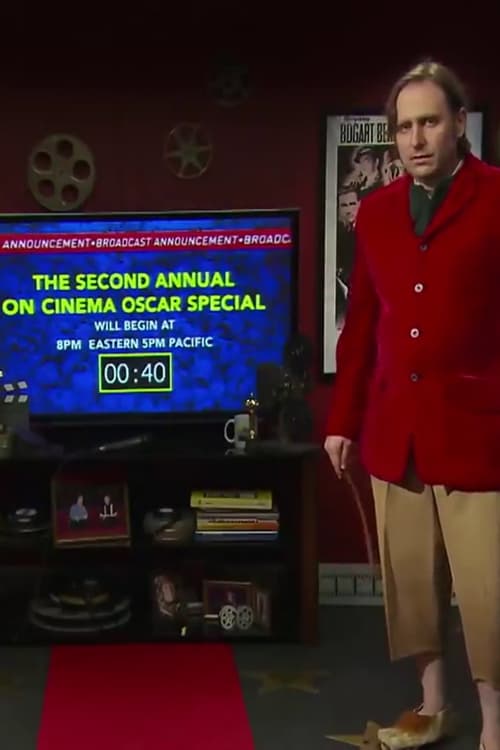 ANNOUNCEMENT•BROADCAST ANNOUNCEMENT•BROADC
THE SECOND ANNUAL
ON CINEMA OSCAR SPECIAL
WILL BEGIN AT
8PM EASTERN 5PM PACIFIC
00:40
BOGART